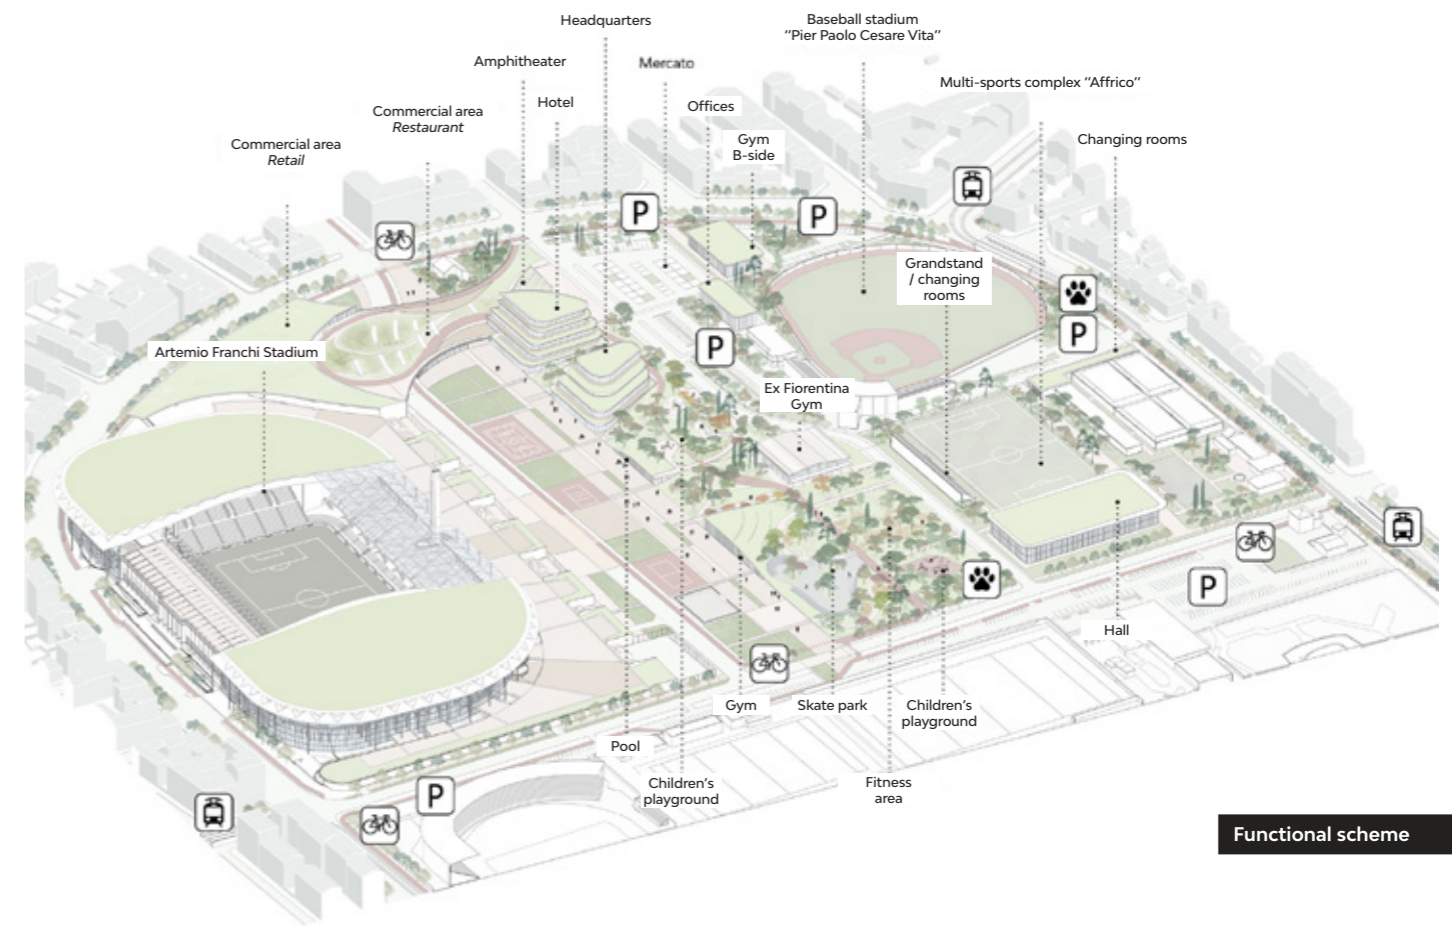 Headquarters
Baseball stadium
“Pier Paolo Cesare Vita”
Amphitheater
Mercato
Multi-sports complex “Affrico”
Hotel
Offices
Commercial area
Restaurant
Gym
B-side
Changing rooms
Commercial area
Retail
P
P
Grandstand
/ changing
rooms
P
P
Artemio Franchi Stadium
Ex Fiorentina
Gym
P
Hall
Gym
Skate park
Children’s
playground
Pool
Children’s
playground
Fitness
area
P
Functional scheme